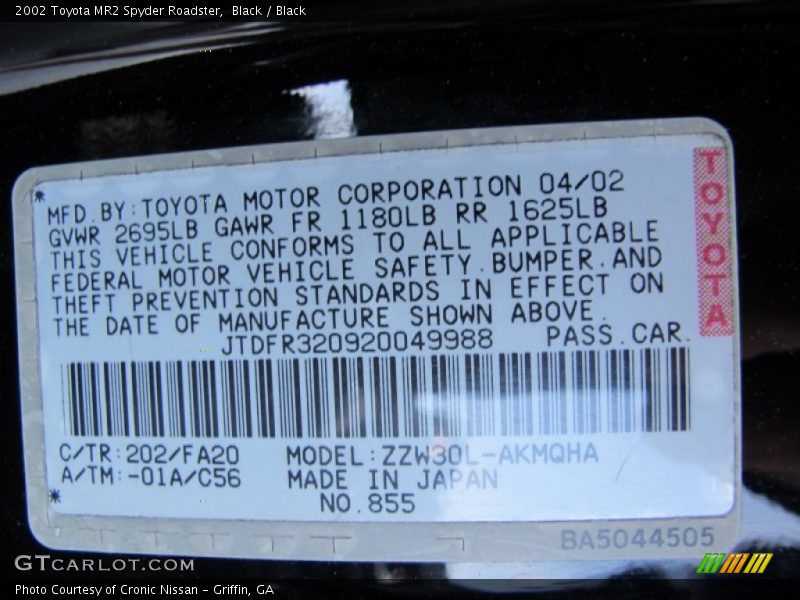 2002 Toyota MR2 Spyder Roadster, Black / Black
MFD.BY:TOYOTA MOTOR CORPORATION 04/02
GVWR 2695LB GAWR FR 1180LB RR 1625LB
THIS VEHICLE CONFORMS TO ALL APPLICABLE
FEDERAL MOTOR VEHICLE SAFETY.BUMPER.AND
THEFT PREVENTION STANDARDS IN EFFECT ON
THE DATE OF MANUFACTURE SHOWN ABOVE.
JTDFR320920049988 PASS.CAR.
TOYOTA
C/TR:202/FA20 MODEL:ZZW30L-AKMQHA
A/TM:-01A/C56 MADE IN JAPAN
NO.855
BA5044505
GTCARLOT.COM
Photo Courtesy of Cronic Nissan - Griffin, GA